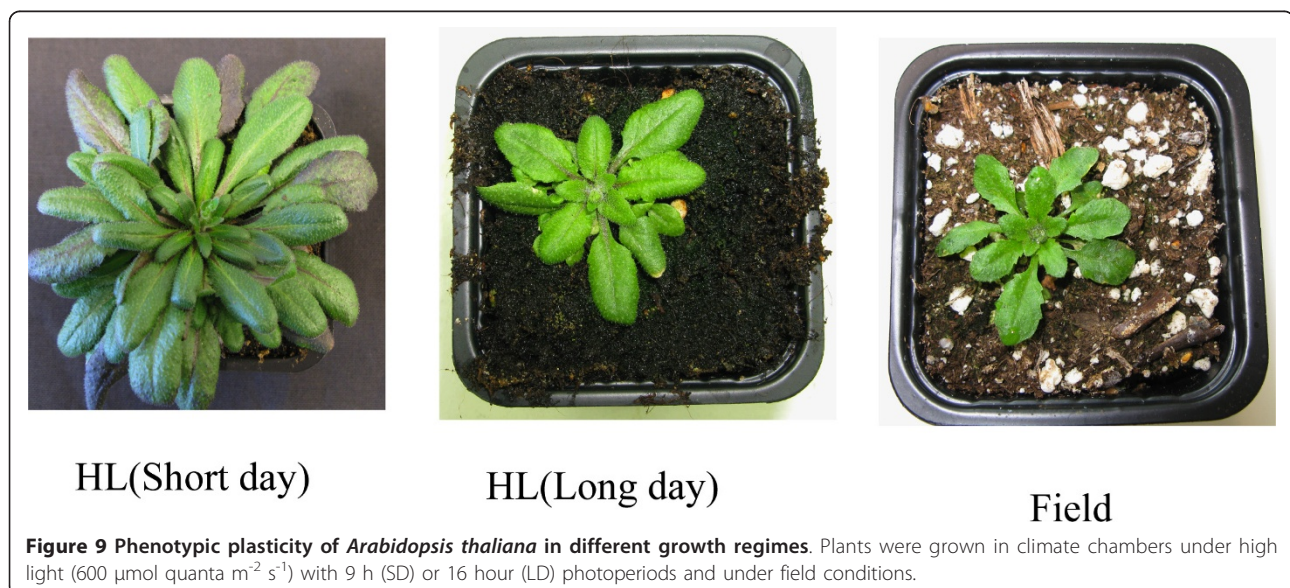 HL(Short day)
HL(Long day)
Field
Figure 9 Phenotypic plasticity of Arabidopsis thaliana in different growth regimes. Plants were grown in climate chambers under high
light (600 μmol quanta m⁻² s⁻¹) with 9 h (SD) or 16 hour (LD) photoperiods and under field conditions.